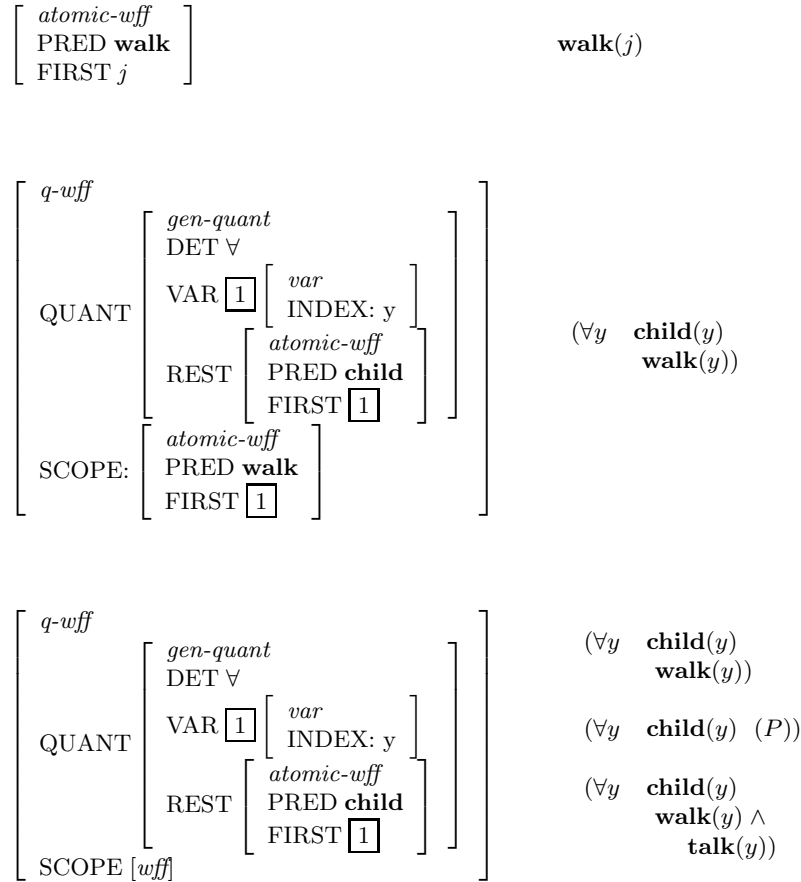 atomic-wff
PRED walk
FIRST j
walk(j)
q-wff
QUANT
gen-quant
DET ∀
VAR 1
var
INDEX: y
REST
atomic-wff
PRED child
FIRST 1
SCOPE:
atomic-wff
PRED walk
FIRST 1
(∀y child(y)
walk(y))
q-wff
QUANT
gen-quant
DET ∀
VAR 1
var
INDEX: y
REST
atomic-wff
PRED child
FIRST 1
SCOPE [wff]
(∀y child(y)
walk(y))
(∀y child(y) (P))
(∀y child(y)
walk(y) ∧
talk(y))